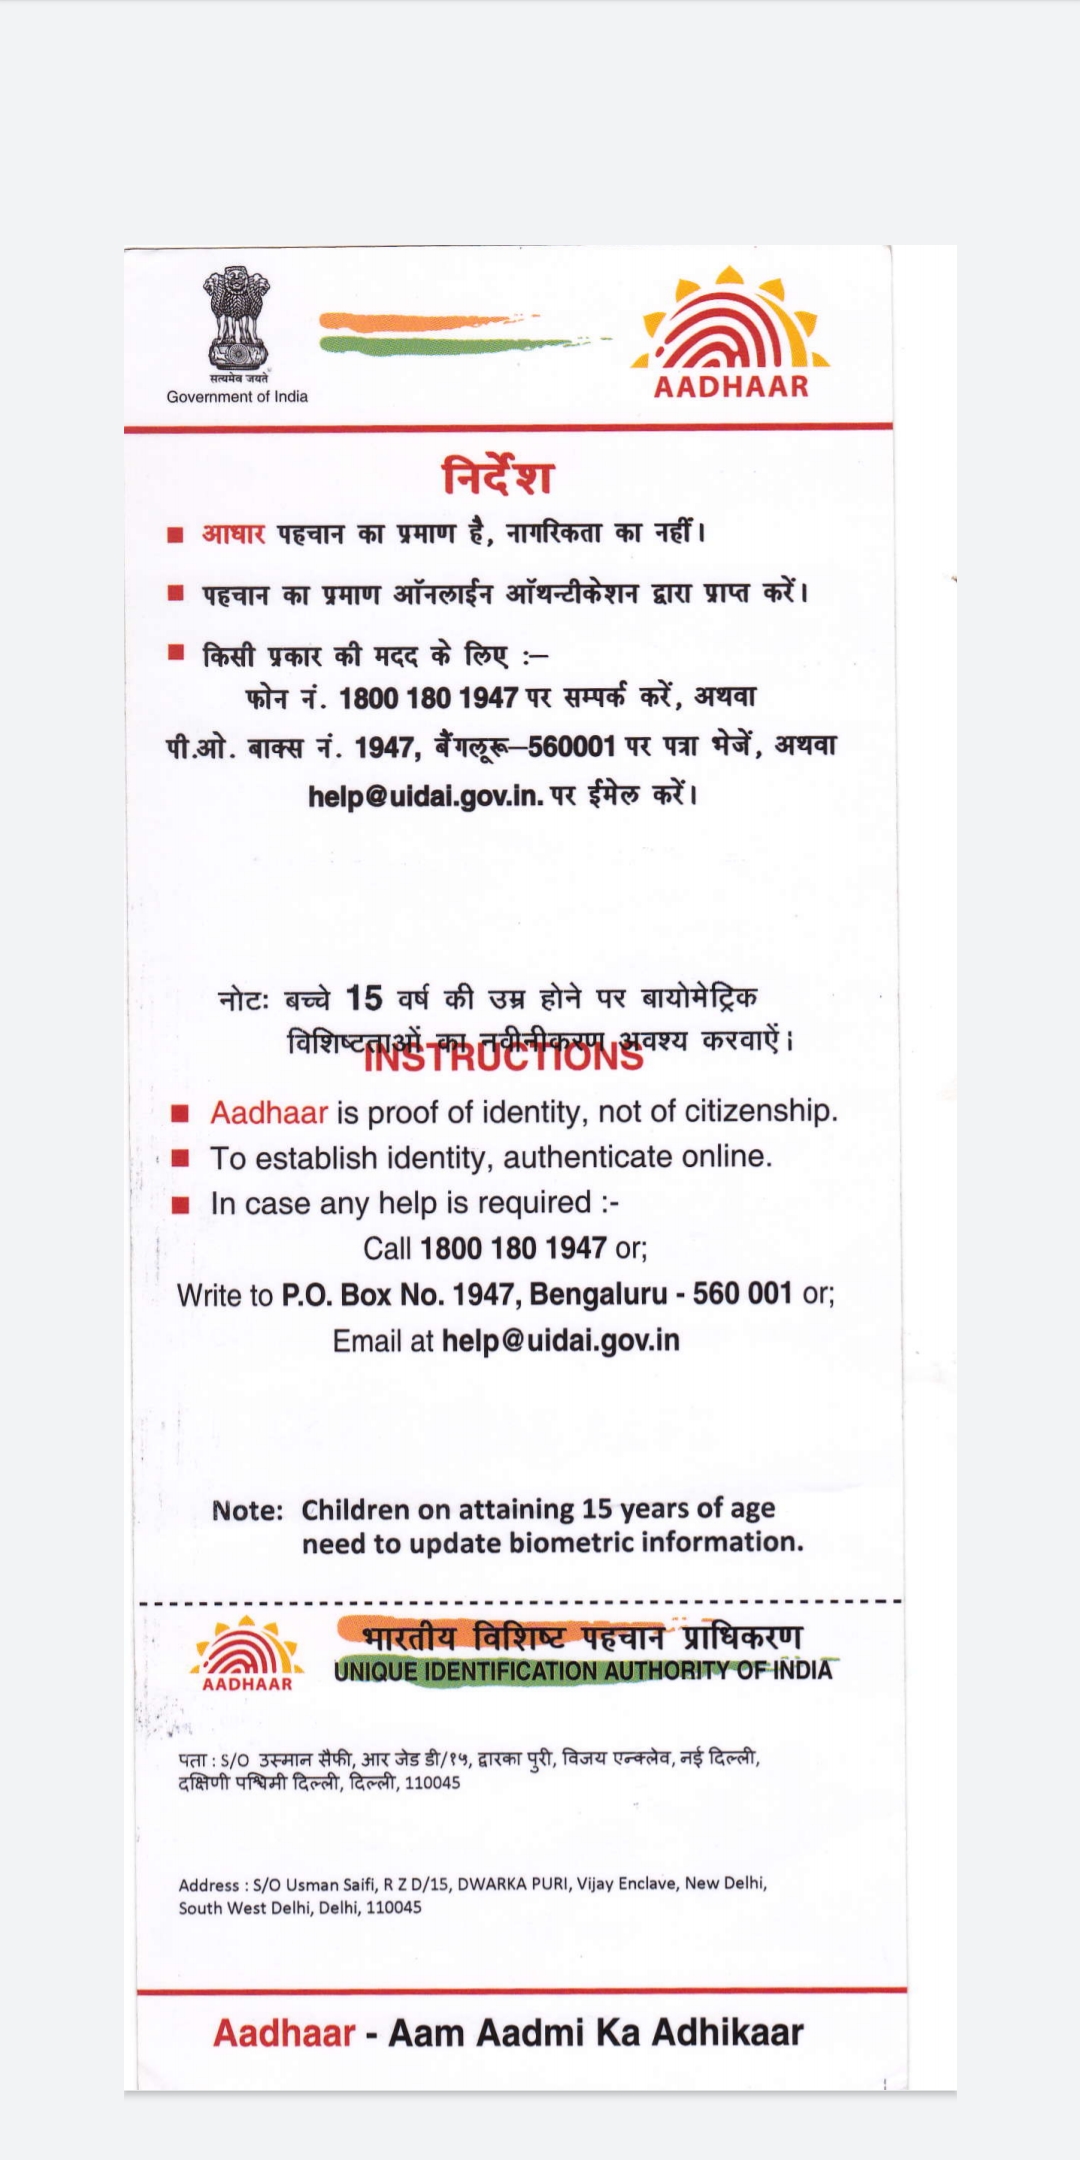 सत्यमेव जयते
Government of India
AADHAAR
निर्देश
आधार पहचान का प्रमाण है, नागरिकता का नहीं।
पहचान का प्रमाण ऑनलाईन ऑथन्टीकेशन द्वारा प्राप्त करें।
किसी प्रकार की मदद के लिए :–
फोन नं. 1800 180 1947 पर सम्पर्क करें, अथवा
पी.ओ. बाक्स नं. 1947, बैंगलूरू–560001 पर पत्रा भेजें, अथवा
help@uidai.gov.in. पर ईमेल करें।
नोटः बच्चे 15 वर्ष की उम्र होने पर बायोमेट्रिक
विशिष्टताओं का नवीनीकरण अवश्य करवाऐं।
INSTRUCTIONS
Aadhaar is proof of identity, not of citizenship.
To establish identity, authenticate online.
In case any help is required :-
Call 1800 180 1947 or;
Write to P.O. Box No. 1947, Bengaluru - 560 001 or;
Email at help@uidai.gov.in
Note: Children on attaining 15 years of age
need to update biometric information.
AADHAAR
भारतीय विशिष्ट पहचान प्राधिकरण
UNIQUE IDENTIFICATION AUTHORITY OF INDIA
पता : S/O उस्मान सैफी, आर जेड डी/१५, द्वारका पुरी, विजय एन्क्लेव, नई दिल्ली,
दक्षिणी पश्चिमी दिल्ली, दिल्ली, 110045
Address : S/O Usman Saifi, R Z D/15, DWARKA PURI, Vijay Enclave, New Delhi,
South West Delhi, Delhi, 110045
Aadhaar - Aam Aadmi Ka Adhikaar